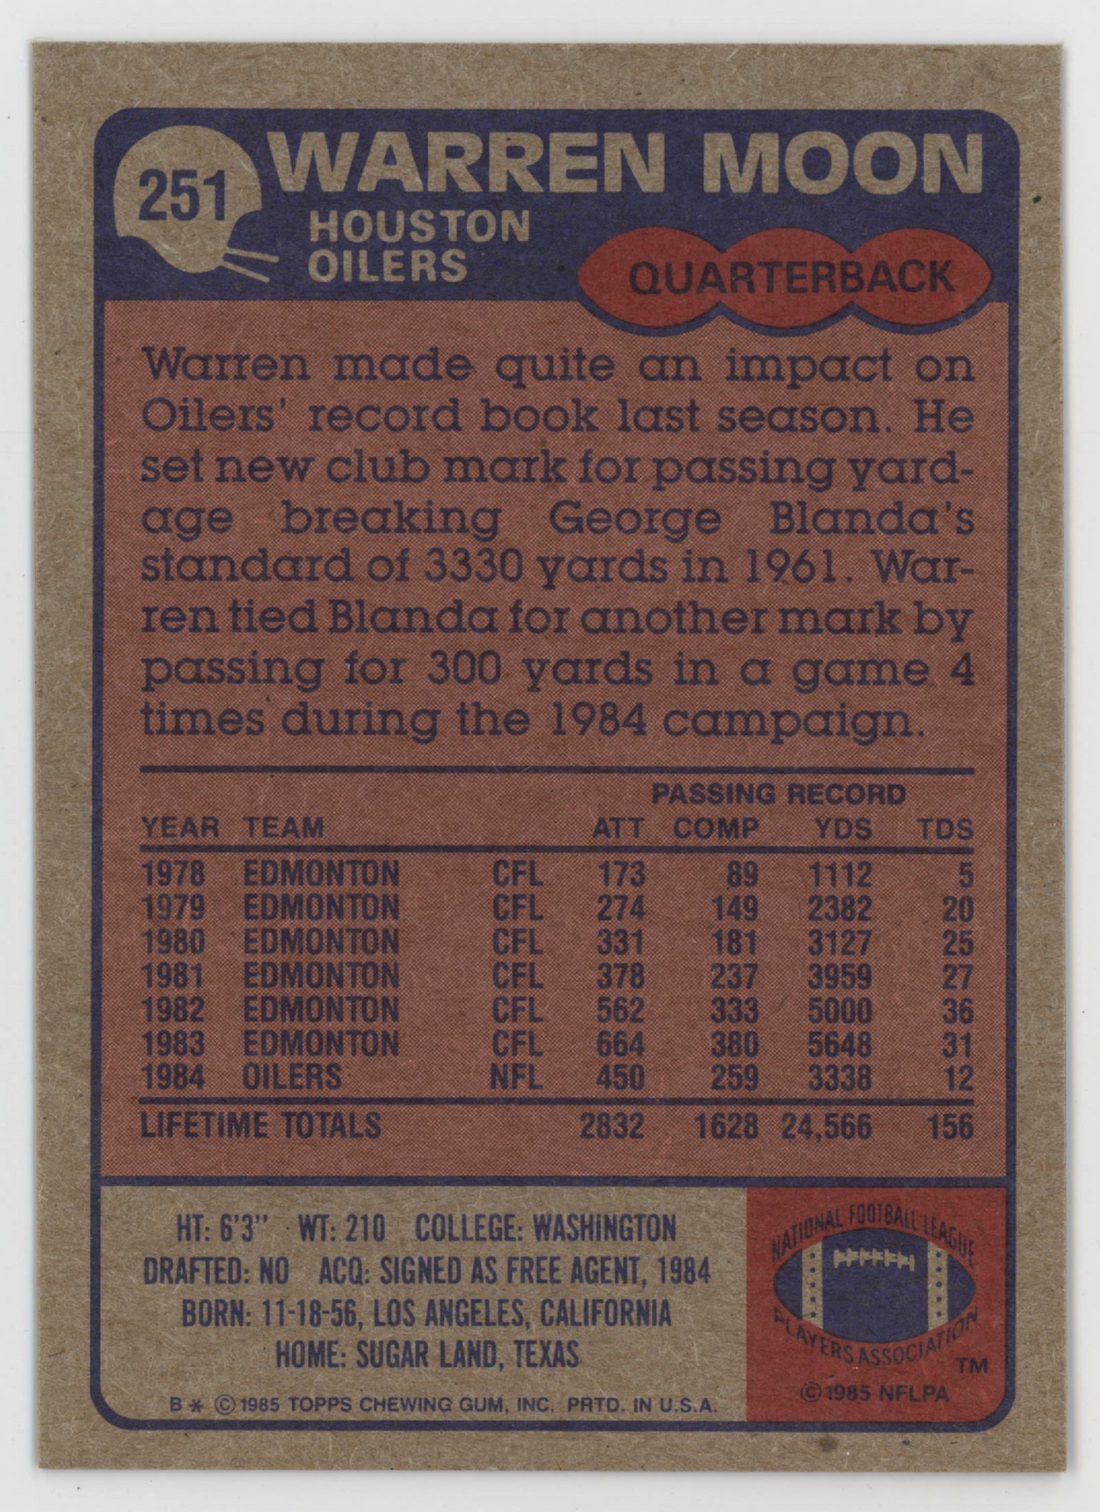 251
WARREN MOON
HOUSTON
OILERS
QUARTERBACK
Warren made quite an impact on
Oilers' record book last season. He
set new club mark for passing yard-
age breaking George Blanda's
standard of 3330 yards in 1961. War-
ren tied Blanda for another mark by
passing for 300 yards in a game 4
times during the 1984 campaign.
PASSING RECORD
YEAR TEAM ATT COMP YDS TDS
1978 EDMONTON CFL 173 89 1112 5
1979 EDMONTON CFL 274 149 2382 20
1980 EDMONTON CFL 331 181 3127 25
1981 EDMONTON CFL 378 237 3959 27
1982 EDMONTON CFL 562 333 5000 36
1983 EDMONTON CFL 664 380 5648 31
1984 OILERS NFL 450 259 3338 12
LIFETIME TOTALS 2832 1628 24,566 156
HT: 6'3" WT: 210 COLLEGE: WASHINGTON
DRAFTED: NO ACQ: SIGNED AS FREE AGENT, 1984
BORN: 11-18-56, LOS ANGELES, CALIFORNIA
HOME: SUGAR LAND, TEXAS
B * © 1985 TOPPS CHEWING GUM, INC. PRTD. IN U.S.A.
NATIONAL FOOTBALL LEAGUE
PLAYERS ASSOCIATION
TM
© 1985 NFLPA